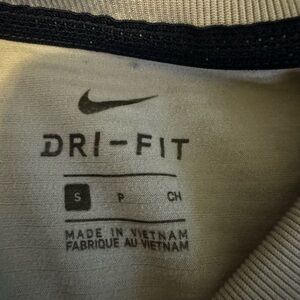 DRI-FIT
S P CH
MADE IN VIETNAM
FABRIQUE AU VIETNAM